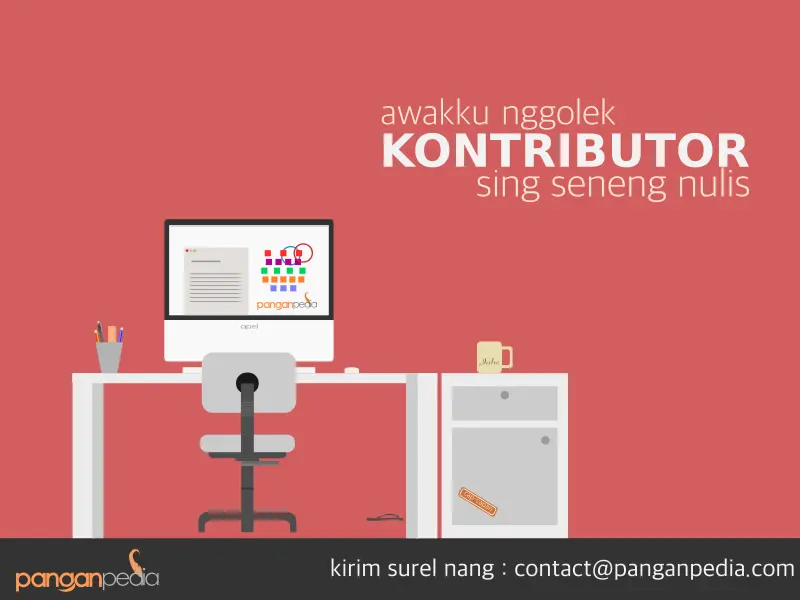 awakku nggolek
KONTRIBUTOR
sing seneng nulis
panganpedia
apel
panganpedia
kirim surel nang : contact@panganpedia.com